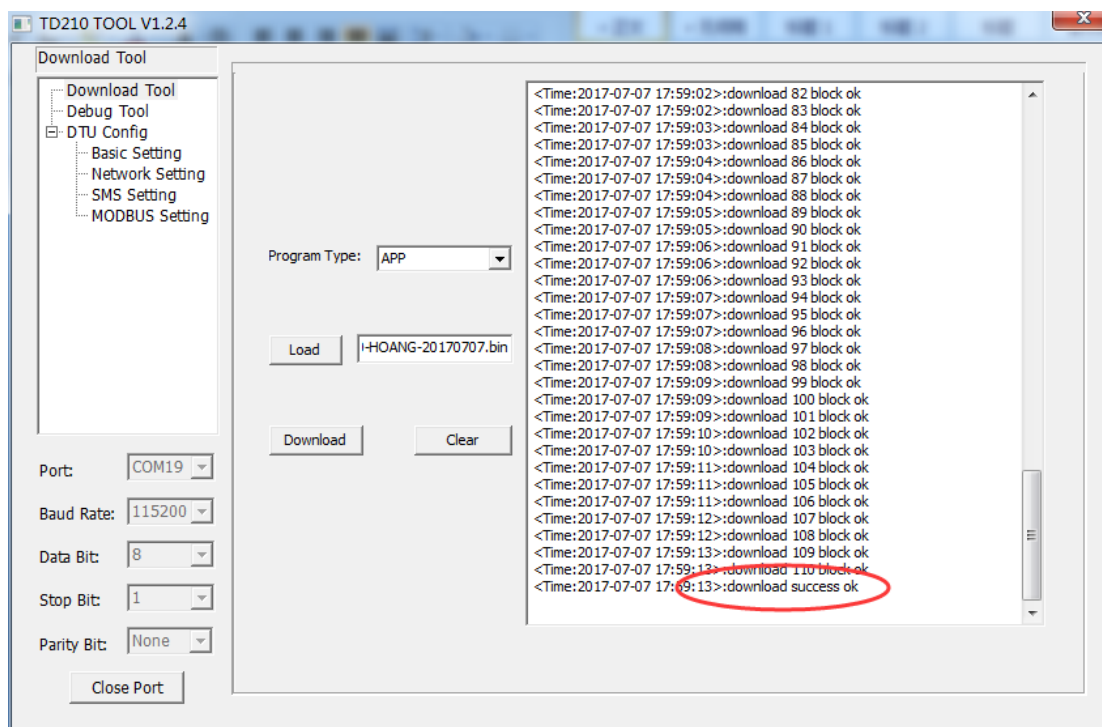 TD210 TOOL V1.2.4
X
Download Tool
Download Tool
Debug Tool
DTU Config
Basic Setting
Network Setting
SMS Setting
MODBUS Setting
Port: COM19
Baud Rate: 115200
Data Bit: 8
Stop Bit: 1
Parity Bit: None
Close Port
Program Type: APP
Load -HOANG-20170707.bin
Download Clear
<Time:2017-07-07 17:59:02>:download 82 block ok
<Time:2017-07-07 17:59:02>:download 83 block ok
<Time:2017-07-07 17:59:03>:download 84 block ok
<Time:2017-07-07 17:59:03>:download 85 block ok
<Time:2017-07-07 17:59:04>:download 86 block ok
<Time:2017-07-07 17:59:04>:download 87 block ok
<Time:2017-07-07 17:59:04>:download 88 block ok
<Time:2017-07-07 17:59:05>:download 89 block ok
<Time:2017-07-07 17:59:05>:download 90 block ok
<Time:2017-07-07 17:59:06>:download 91 block ok
<Time:2017-07-07 17:59:06>:download 92 block ok
<Time:2017-07-07 17:59:06>:download 93 block ok
<Time:2017-07-07 17:59:07>:download 94 block ok
<Time:2017-07-07 17:59:07>:download 95 block ok
<Time:2017-07-07 17:59:07>:download 96 block ok
<Time:2017-07-07 17:59:08>:download 97 block ok
<Time:2017-07-07 17:59:08>:download 98 block ok
<Time:2017-07-07 17:59:09>:download 99 block ok
<Time:2017-07-07 17:59:09>:download 100 block ok
<Time:2017-07-07 17:59:09>:download 101 block ok
<Time:2017-07-07 17:59:10>:download 102 block ok
<Time:2017-07-07 17:59:10>:download 103 block ok
<Time:2017-07-07 17:59:11>:download 104 block ok
<Time:2017-07-07 17:59:11>:download 105 block ok
<Time:2017-07-07 17:59:11>:download 106 block ok
<Time:2017-07-07 17:59:12>:download 107 block ok
<Time:2017-07-07 17:59:12>:download 108 block ok
<Time:2017-07-07 17:59:13>:download 109 block ok
<Time:2017-07-07 17:59:13>:download 110 block ok
<Time:2017-07-07 17:59:13>:download success ok